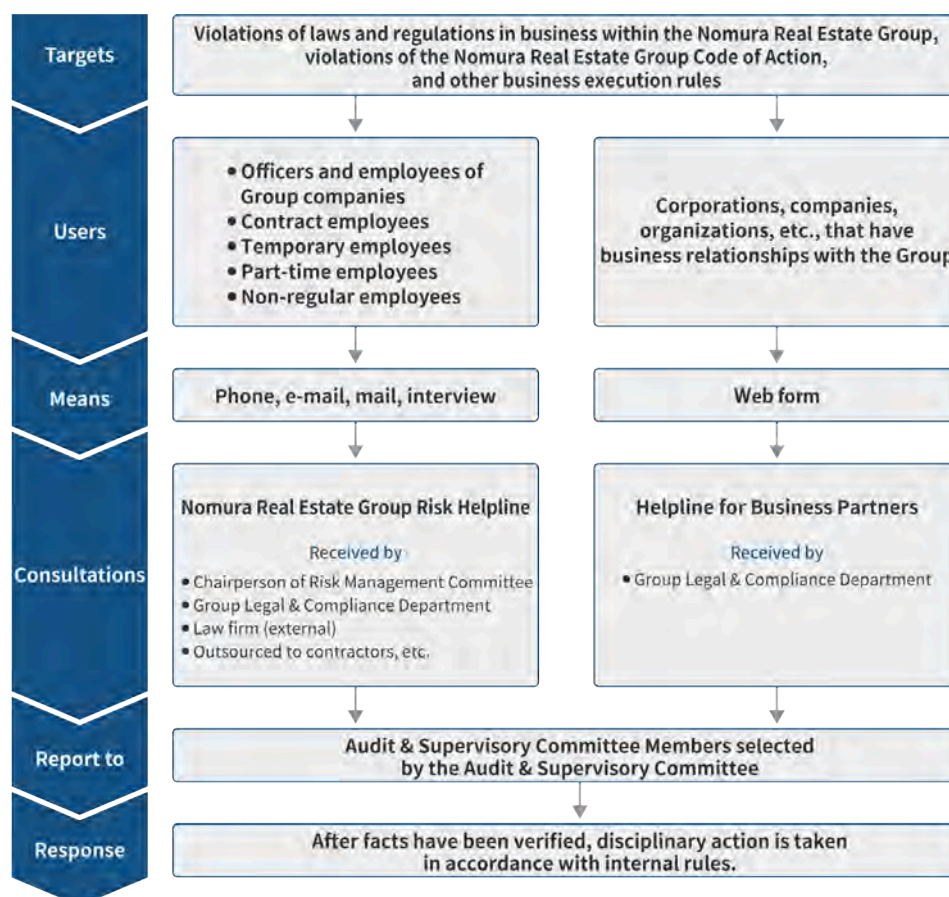 Targets
Violations of laws and regulations in business within the Nomura Real Estate Group,
violations of the Nomura Real Estate Group Code of Action,
and other business execution rules
Users
• Officers and employees of
Group companies
• Contract employees
• Temporary employees
• Part-time employees
• Non-regular employees
Corporations, companies,
organizations, etc., that have
business relationships with the Group
Means
Phone, e-mail, mail, interview
Web form
Consultations
Nomura Real Estate Group Risk Helpline
Received by
• Chairperson of Risk Management Committee
• Group Legal & Compliance Department
• Law firm (external)
• Outsourced to contractors, etc.
Helpline for Business Partners
Received by
• Group Legal & Compliance Department
Report to
Audit & Supervisory Committee Members selected
by the Audit & Supervisory Committee
Response
After facts have been verified, disciplinary action is taken
in accordance with internal rules.